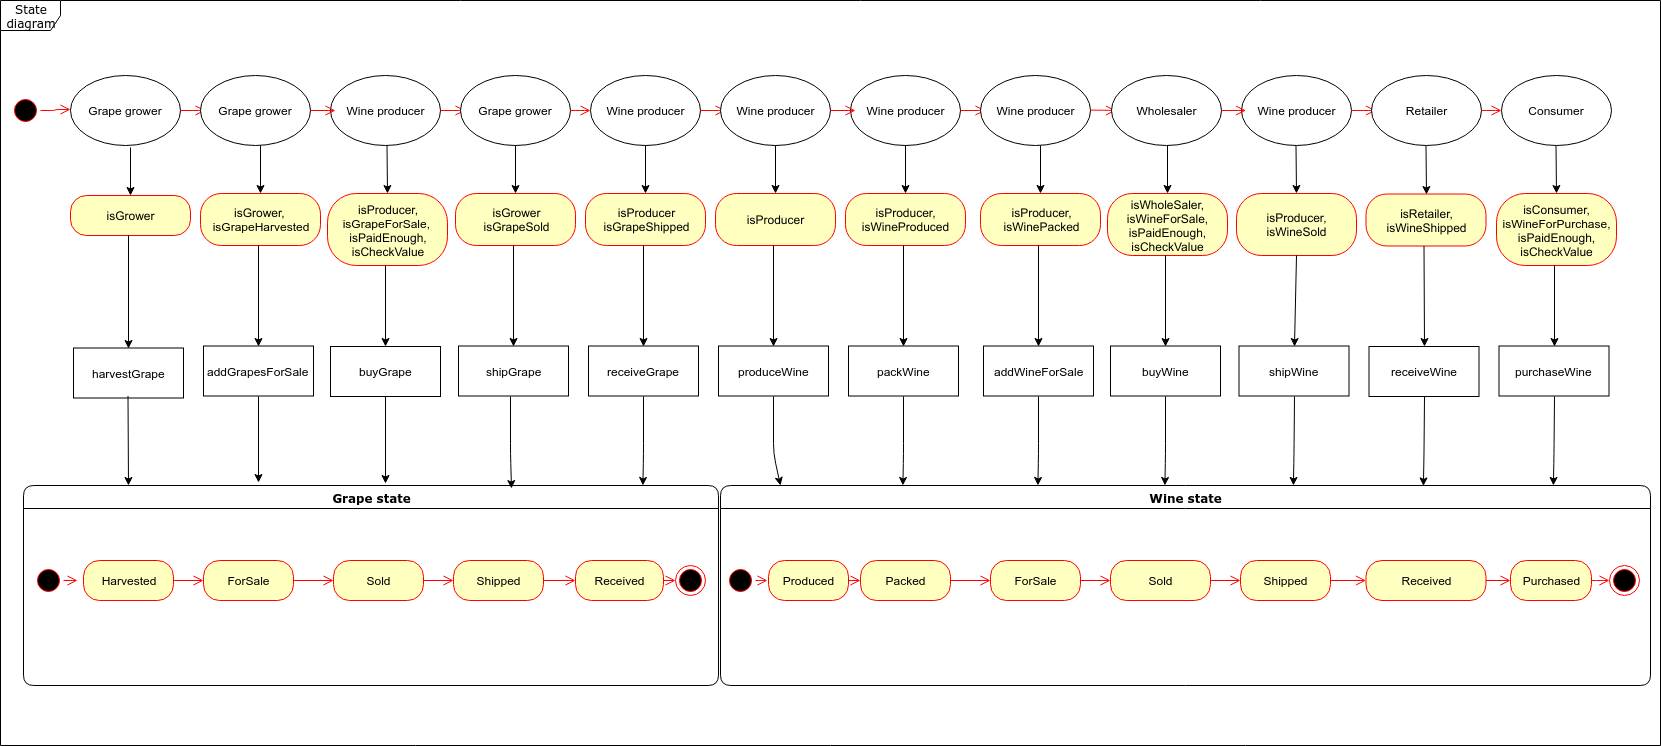 State
diagram
Grape grower
Grape grower
Wine producer
Grape grower
Wine producer
Wine producer
Wine producer
Wine producer
Wholesaler
Wine producer
Retailer
Consumer
isGrower
isGrower,
isGrapeHarvested
isProducer,
isGrapeForSale,
isPaidEnough,
isCheckValue
isGrower
isGrapeSold
isProducer
isGrapeShipped
isProducer
isProducer,
isWineProduced
isProducer,
isWinePacked
isWholeSaler,
isWineForSale,
isPaidEnough,
isCheckValue
isProducer,
isWineSold
isRetailer,
isWineShipped
isConsumer,
isWineForPurchase,
isPaidEnough,
isCheckValue
harvestGrape
addGrapesForSale
buyGrape
shipGrape
receiveGrape
produceWine
packWine
addWineForSale
buyWine
shipWine
receiveWine
purchaseWine
Grape state
Wine state
Harvested
ForSale
Sold
Shipped
Received
Produced
Packed
ForSale
Sold
Shipped
Received
Purchased